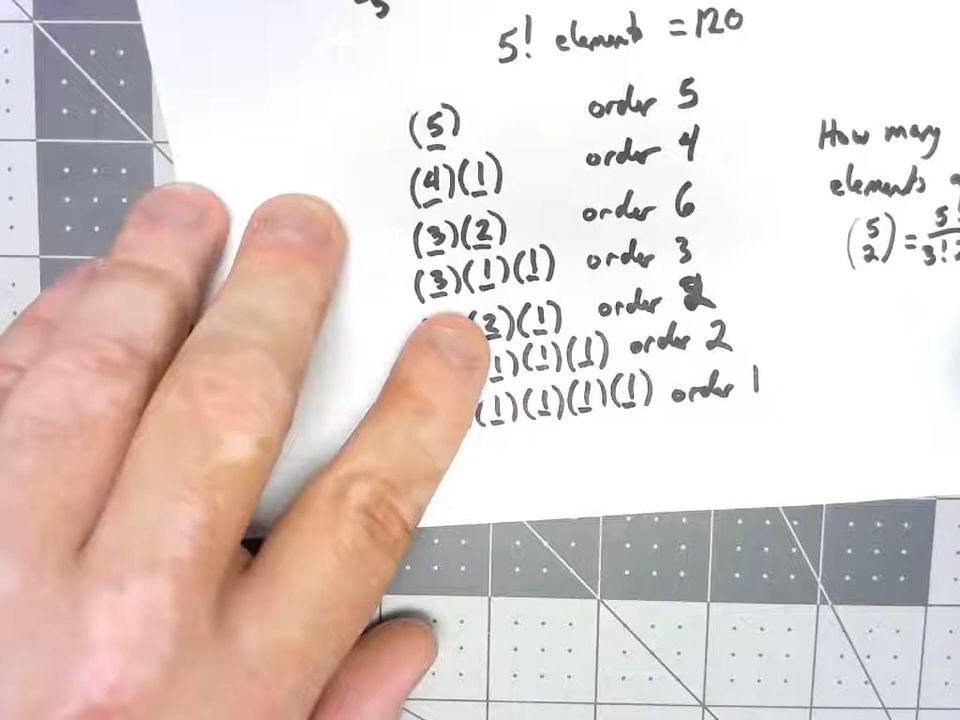 5! elements = 120
(5) order 5
(4)(1) order 4
(3)(2) order 6
(3)(1)(1) order 3
(2)(1) order 2
1)(1)(1) order 2
(1)(1)(1)(1) order 1
How many
elements
(5 2) = 5!
3!2